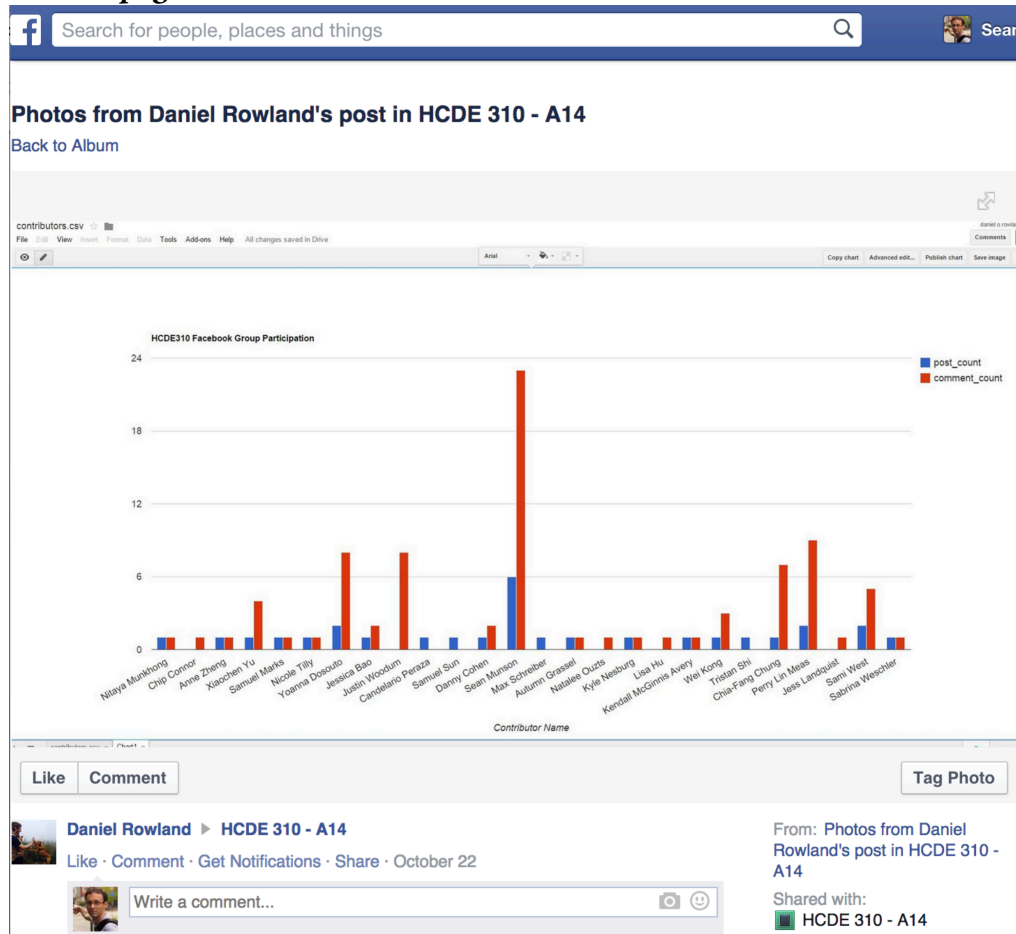 f Search for people, places and things Sear
Photos from Daniel Rowland's post in HCDE 310 - A14
Back to Album
contributors.csv
File Edit View Insert Format Data Tools Add-ons Help All changes saved in Drive
Comments
Arial
Copy chart Advanced edit... Publish chart Save image
HCDE310 Facebook Group Participation
24
18
12
6
0
post_count
comment_count
Nitaya Munkhong
Chip Connor
Anne Zheng
Xiaochen Yu
Samuel Marks
Nicole Tilly
Yoanna Dosouto
Jessica Bao
Justin Woodum
Candelario Peraza
Samuel Sun
Danny Cohen
Sean Munson
Max Schreiber
Autumn Grassel
Natalee Ouzts
Kyle Nesburg
Lisa Hu
Kendall McGinnis Avery
Wei Kong
Tristan Shi
Chia-Fang Chung
Perry Lin Meas
Jess Landquist
Sami West
Sabrina Weschler
Contributor Name
Chart1
Like Comment Tag Photo
Daniel Rowland ▶ HCDE 310 - A14
Like · Comment · Get Notifications · Share · October 22
Write a comment...
From: Photos from Daniel
Rowland's post in HCDE 310 -
A14
Shared with:
HCDE 310 - A14